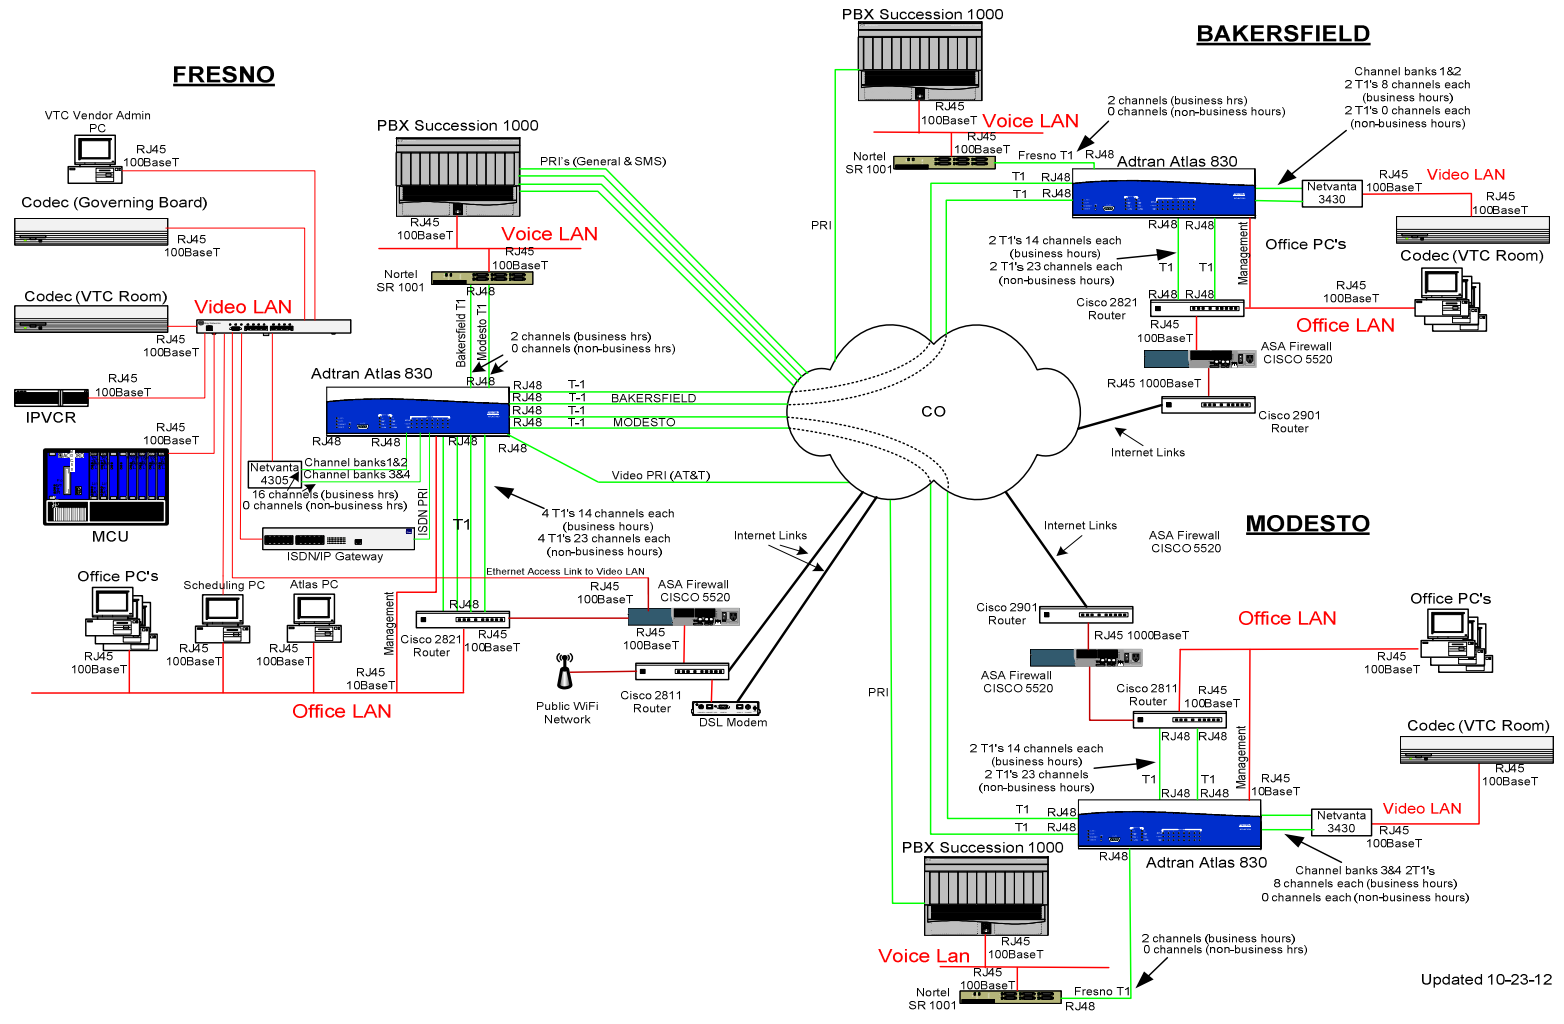 FRESNO
VTC Vendor Admin
PC
RJ45
100BaseT
Codec (Governing Board)
RJ45
100BaseT
Codec (VTC Room)
Video LAN
RJ45
100BaseT
RJ45
100BaseT
IPVCR
RJ45
100BaseT
MCU
Netvanta
4305
Channel banks1&2
Channel banks 3&4
16 channels (business hrs)
0 channels (non-business hrs)
ISDN PRI
ISDN/IP Gateway
Office PC's
RJ45
100BaseT
Scheduling PC
RJ45
100BaseT
Atlas PC
RJ45
100BaseT
Management
RJ45
10BaseT
Office LAN
PBX Succession 1000
PRI's (General & SMS)
RJ45
100BaseT
Voice LAN
RJ45
100BaseT
Nortel
SR 1001
RJ48
Bakersfield T1
Modesto T1
2 channels (business hrs)
0 channels (non-business hrs)
RJ48
Adtran Atlas 830
RJ48
T-1
RJ48
T-1
BAKERSFIELD
RJ48
T-1
RJ48
T-1
MODESTO
RJ48
RJ48
RJ48
RJ48
Video PRI (AT&T)
T1
4 T1's 14 channels each
(business hours)
4 T1's 23 channels each
(non-business hours)
Ethernet Access Link to Video LAN
RJ48
Cisco 2821
Router
RJ45
100BaseT
RJ45
100BaseT
ASA Firewall
CISCO 5520
RJ45
100BaseT
Public WiFi
Network
Cisco 2811
Router
DSL Modem
Internet Links
CO
BAKERSFIELD
PBX Succession 1000
RJ45
100BaseT
Voice LAN
RJ45
100BaseT
Nortel
SR 1001
Fresno T1
RJ48
2 channels (business hrs)
0 channels (non-business hours)
PRI
Adtran Atlas 830
T1
RJ48
T1
RJ48
Channel banks 1&2
2 T1's 8 channels each
(business hours)
2 T1's 0 channels each
(non-business hours)
Netvanta
3430
RJ45
100BaseT
Video LAN
RJ45
100BaseT
Codec (VTC Room)
RJ48
RJ48
2 T1's 14 channels each
(business hours)
2 T1's 23 channels each
(non-business hours)
T1
T1
Management
Office PC's
RJ45
100BaseT
RJ48
RJ48
Cisco 2821
Router
Office LAN
RJ45
100BaseT
ASA Firewall
CISCO 5520
RJ45 1000BaseT
Cisco 2901
Router
Internet Links
MODESTO
Internet Links
ASA Firewall
CISCO 5520
Cisco 2901
Router
RJ45 1000BaseT
ASA Firewall
CISCO 5520
Office LAN
Office PC's
RJ45
100BaseT
Cisco 2811
Router
RJ45
100BaseT
RJ48
RJ48
2 T1's 14 channels each
(business hours)
2 T1's 23 channels
(non-business hours)
T1
T1
Management
RJ48
RJ48
RJ45
10BaseT
Codec (VTC Room)
RJ45
100BaseT
T1
RJ48
T1
RJ48
RJ48
Adtran Atlas 830
Netvanta
3430
Video LAN
RJ45
100BaseT
Channel banks 3&4 2T1's
8 channels each (business hours)
0 channels each (non-business hours)
PRI
PBX Succession 1000
RJ45
100BaseT
Voice Lan
RJ45
100BaseT
Nortel
SR 1001
Fresno T1
RJ48
2 channels (business hours)
0 channels (non-business hrs)
Updated 10-23-12